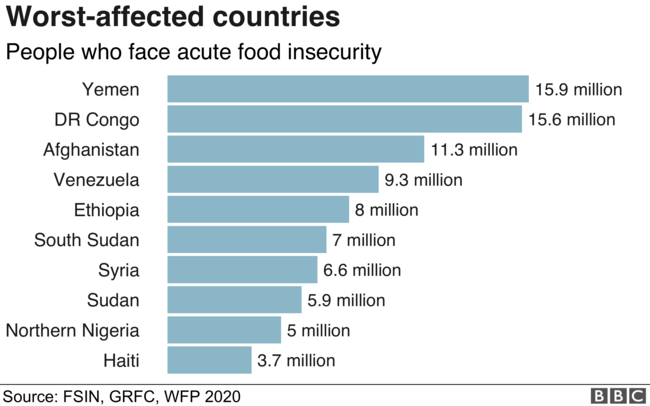 Worst-affected countries
People who face acute food insecurity
Yemen 15.9 million
DR Congo 15.6 million
Afghanistan 11.3 million
Venezuela 9.3 million
Ethiopia 8 million
South Sudan 7 million
Syria 6.6 million
Sudan 5.9 million
Northern Nigeria 5 million
Haiti 3.7 million
Source: FSIN, GRFC, WFP 2020 BBC